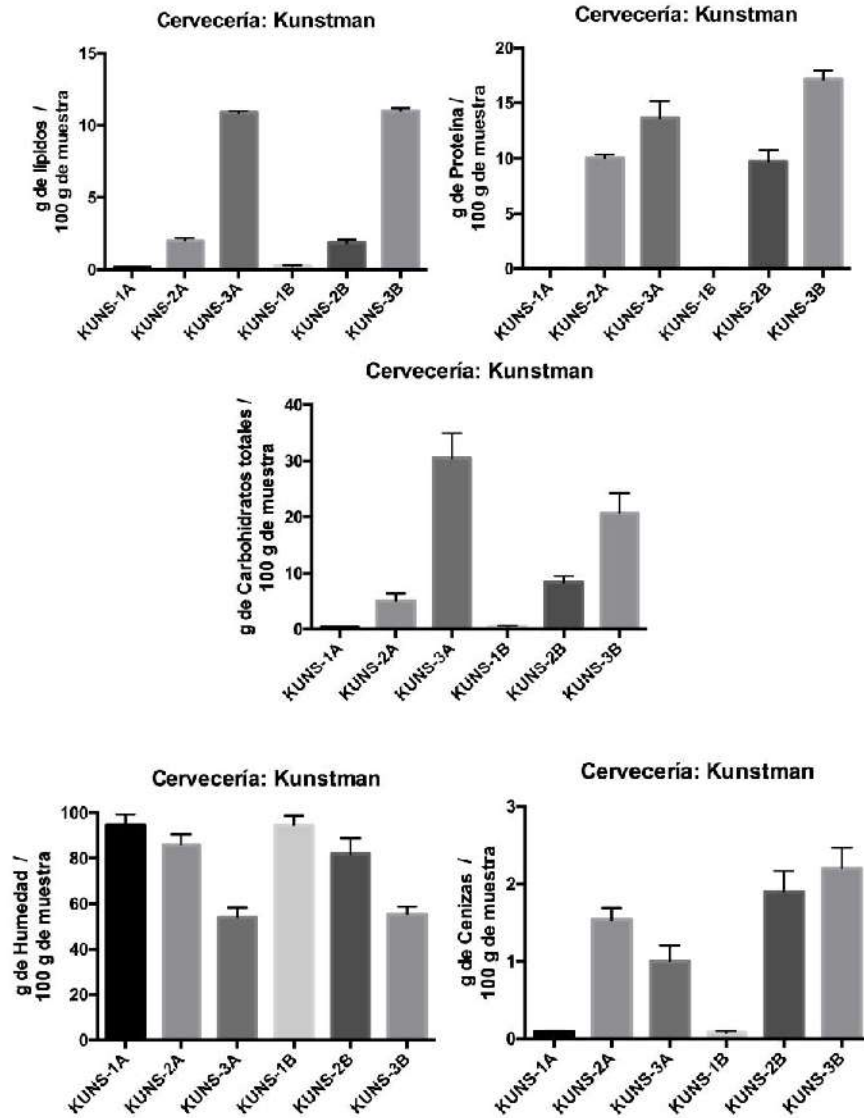 Cervecería: Kunstman
g de lípidos /
100 g de muestra
15
10
5
0
KUNS-1A
KUNS-2A
KUNS-3A
KUNS-1B
KUNS-2B
KUNS-3B
Cervecería: Kunstman
g de Proteína /
100 g de muestra
20
15
10
5
0
KUNS-1A
KUNS-2A
KUNS-3A
KUNS-1B
KUNS-2B
KUNS-3B
Cervecería: Kunstman
g de Carbohidratos totales /
100 g de muestra
40
30
20
10
0
KUNS-1A
KUNS-2A
KUNS-3A
KUNS-1B
KUNS-2B
KUNS-3B
Cervecería: Kunstman
g de Humedad /
100 g de muestra
100
80
60
40
20
0
KUNS-1A
KUNS-2A
KUNS-3A
KUNS-1B
KUNS-2B
KUNS-3B
Cervecería: Kunstman
g de Cenizas /
100 g de muestra
3
2
1
0
KUNS-1A
KUNS-2A
KUNS-3A
KUNS-1B
KUNS-2B
KUNS-3B